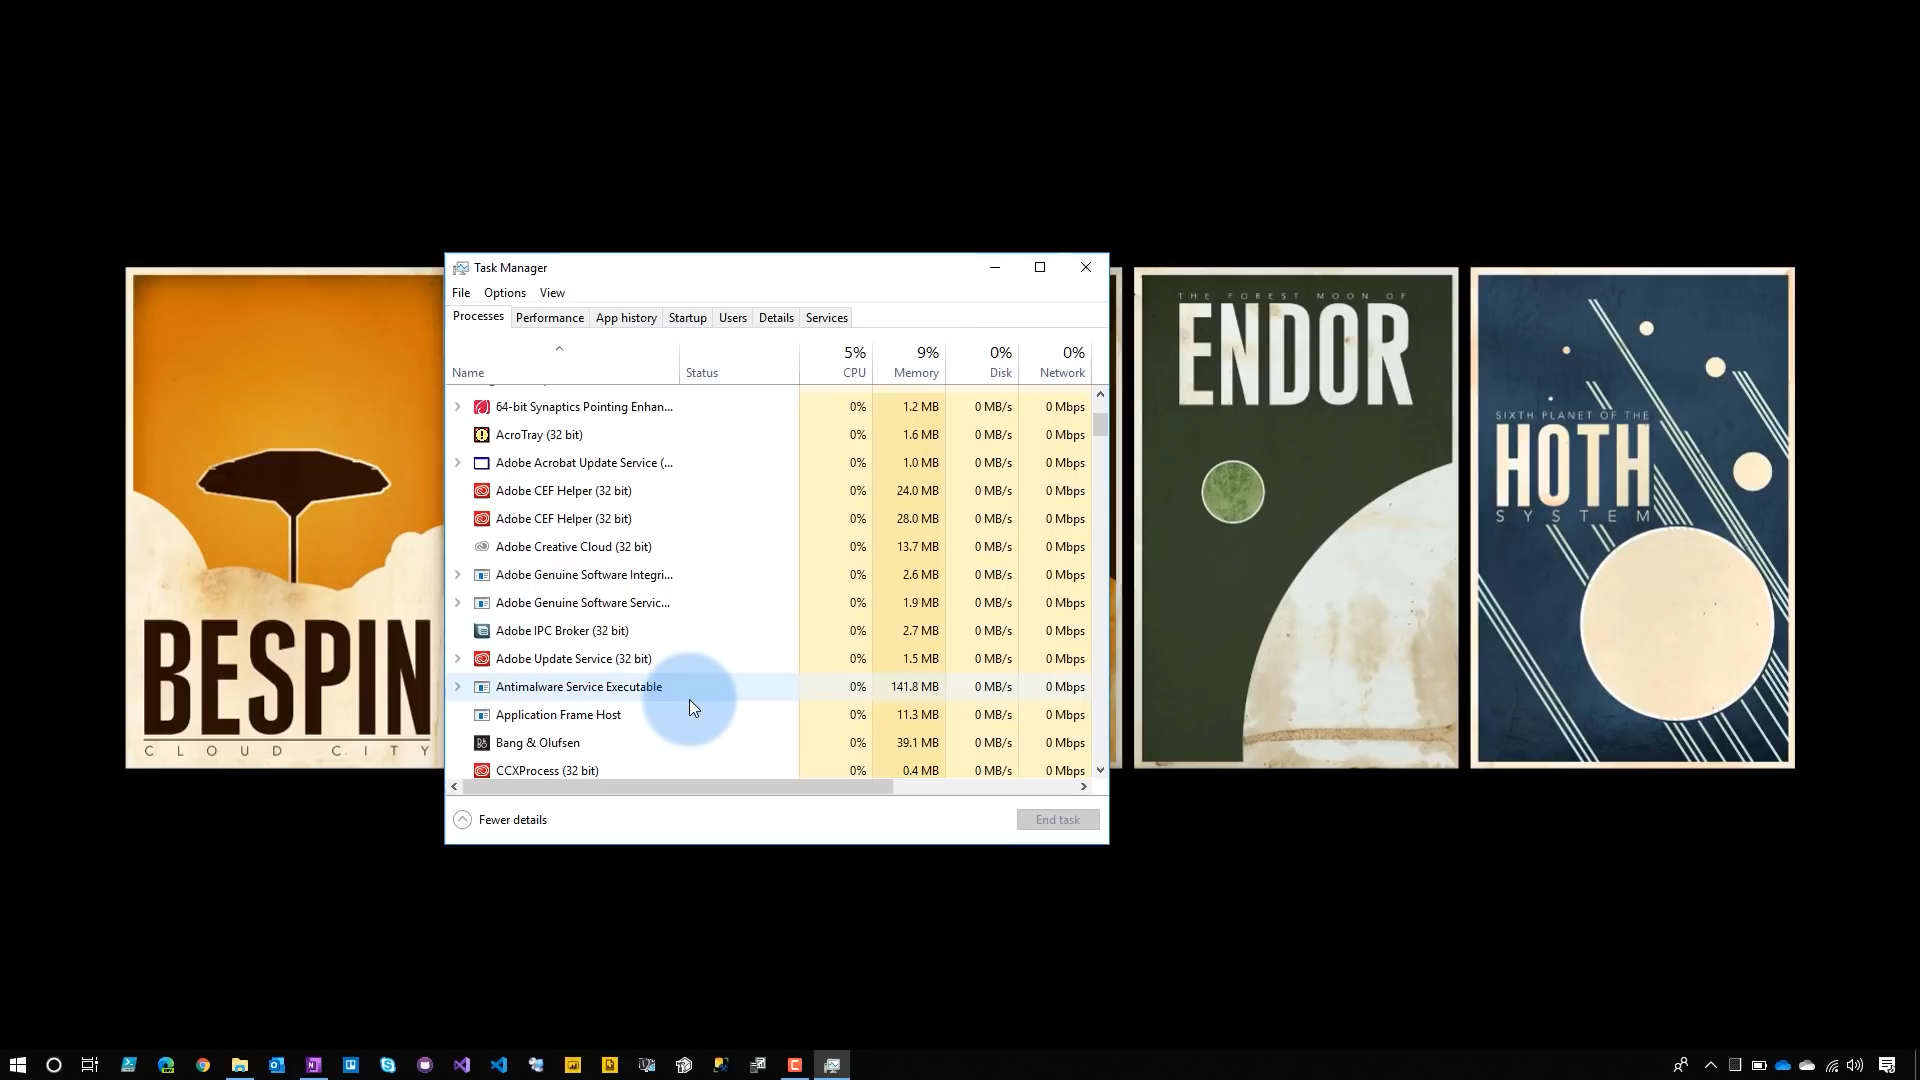 Task Manager
File Options View
Processes Performance App history Startup Users Details Services
5% 9% 0% 0%
Name Status CPU Memory Disk Network
64-bit Synaptics Pointing Enhan... 0% 1.2 MB 0 MB/s 0 Mbps
AcroTray (32 bit) 0% 1.6 MB 0 MB/s 0 Mbps
Adobe Acrobat Update Service (... 0% 1.0 MB 0 MB/s 0 Mbps
Adobe CEF Helper (32 bit) 0% 24.0 MB 0 MB/s 0 Mbps
Adobe CEF Helper (32 bit) 0% 28.0 MB 0 MB/s 0 Mbps
Adobe Creative Cloud (32 bit) 0% 13.7 MB 0 MB/s 0 Mbps
Adobe Genuine Software Integri... 0% 2.6 MB 0 MB/s 0 Mbps
Adobe Genuine Software Servic... 0% 1.9 MB 0 MB/s 0 Mbps
Adobe IPC Broker (32 bit) 0% 2.7 MB 0 MB/s 0 Mbps
Adobe Update Service (32 bit) 0% 1.5 MB 0 MB/s 0 Mbps
Antimalware Service Executable 0% 141.8 MB 0 MB/s 0 Mbps
Application Frame Host 0% 11.3 MB 0 MB/s 0 Mbps
Bang & Olufsen 0% 39.1 MB 0 MB/s 0 Mbps
CCXProcess (32 bit) 0% 0.4 MB 0 MB/s 0 Mbps
Fewer details End task
BESPIN
CLOUD CITY
THE FOREST MOON OF
ENDOR
SIXTH PLANET OF THE
HOTH
SYSTEM